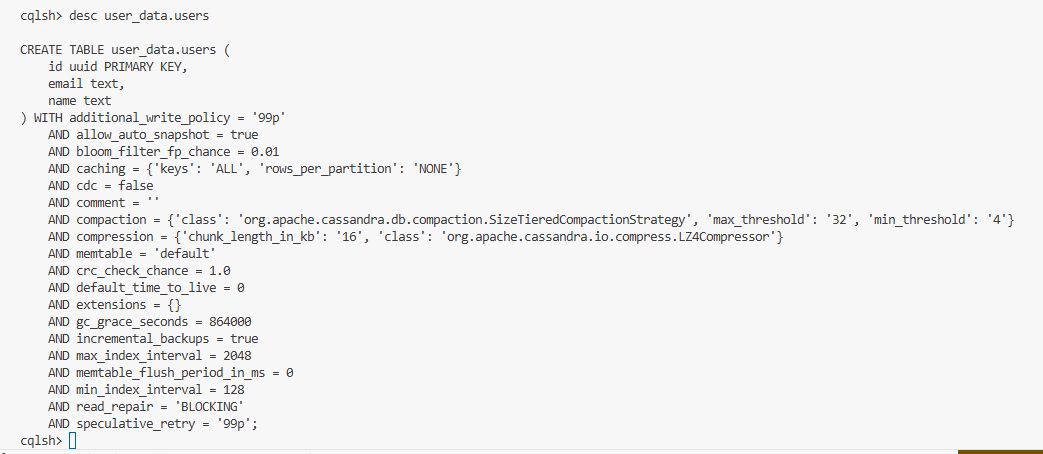 cqlsh> desc user_data.users
CREATE TABLE user_data.users (
    id uuid PRIMARY KEY,
    email text,
    name text
) WITH additional_write_policy = '99p'
    AND allow_auto_snapshot = true
    AND bloom_filter_fp_chance = 0.01
    AND caching = {'keys': 'ALL', 'rows_per_partition': 'NONE'}
    AND cdc = false
    AND comment = ''
    AND compaction = {'class': 'org.apache.cassandra.db.compaction.SizeTieredCompactionStrategy', 'max_threshold': '32', 'min_threshold': '4'}
    AND compression = {'chunk_length_in_kb': '16', 'class': 'org.apache.cassandra.io.compress.LZ4Compressor'}
    AND memtable = 'default'
    AND crc_check_chance = 1.0
    AND default_time_to_live = 0
    AND extensions = {}
    AND gc_grace_seconds = 864000
    AND incremental_backups = true
    AND max_index_interval = 2048
    AND memtable_flush_period_in_ms = 0
    AND min_index_interval = 128
    AND read_repair = 'BLOCKING'
    AND speculative_retry = '99p';
cqlsh>